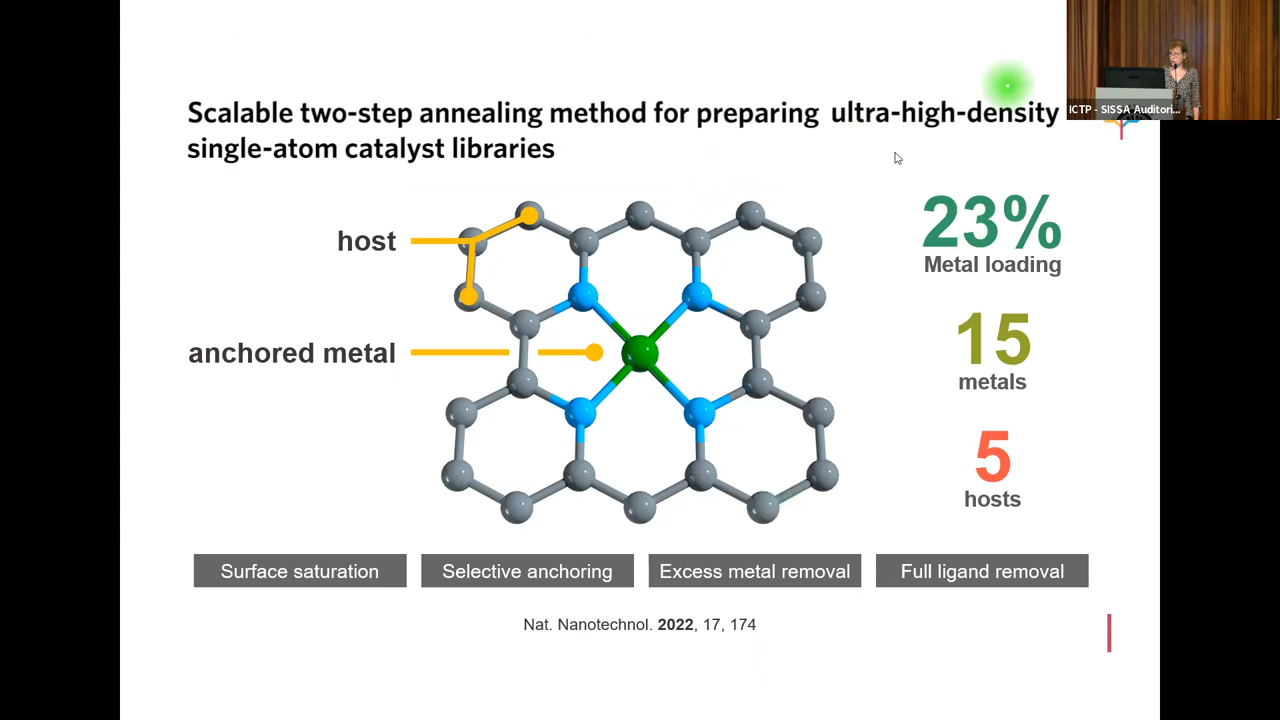 Scalable two-step annealing method for preparing ultra-high-density
single-atom catalyst libraries
ICTP - SISSA, Auditori...
host
anchored metal
23%
Metal loading
15
metals
5
hosts
Surface saturation
Selective anchoring
Excess metal removal
Full ligand removal
Nat. Nanotechnol. 2022, 17, 174